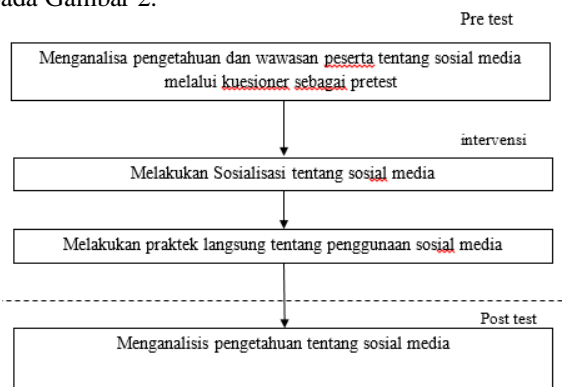 ada Gambar 2.
Pre test
Menganalisa pengetahuan dan wawasan peserta tentang sosial media
melalui kuesioner sebagai pretest
intervensi
Melakukan Sosialisasi tentang sosial media
Melakukan praktek langsung tentang penggunaan sosial media
Post test
Menganalisis pengetahuan tentang sosial media